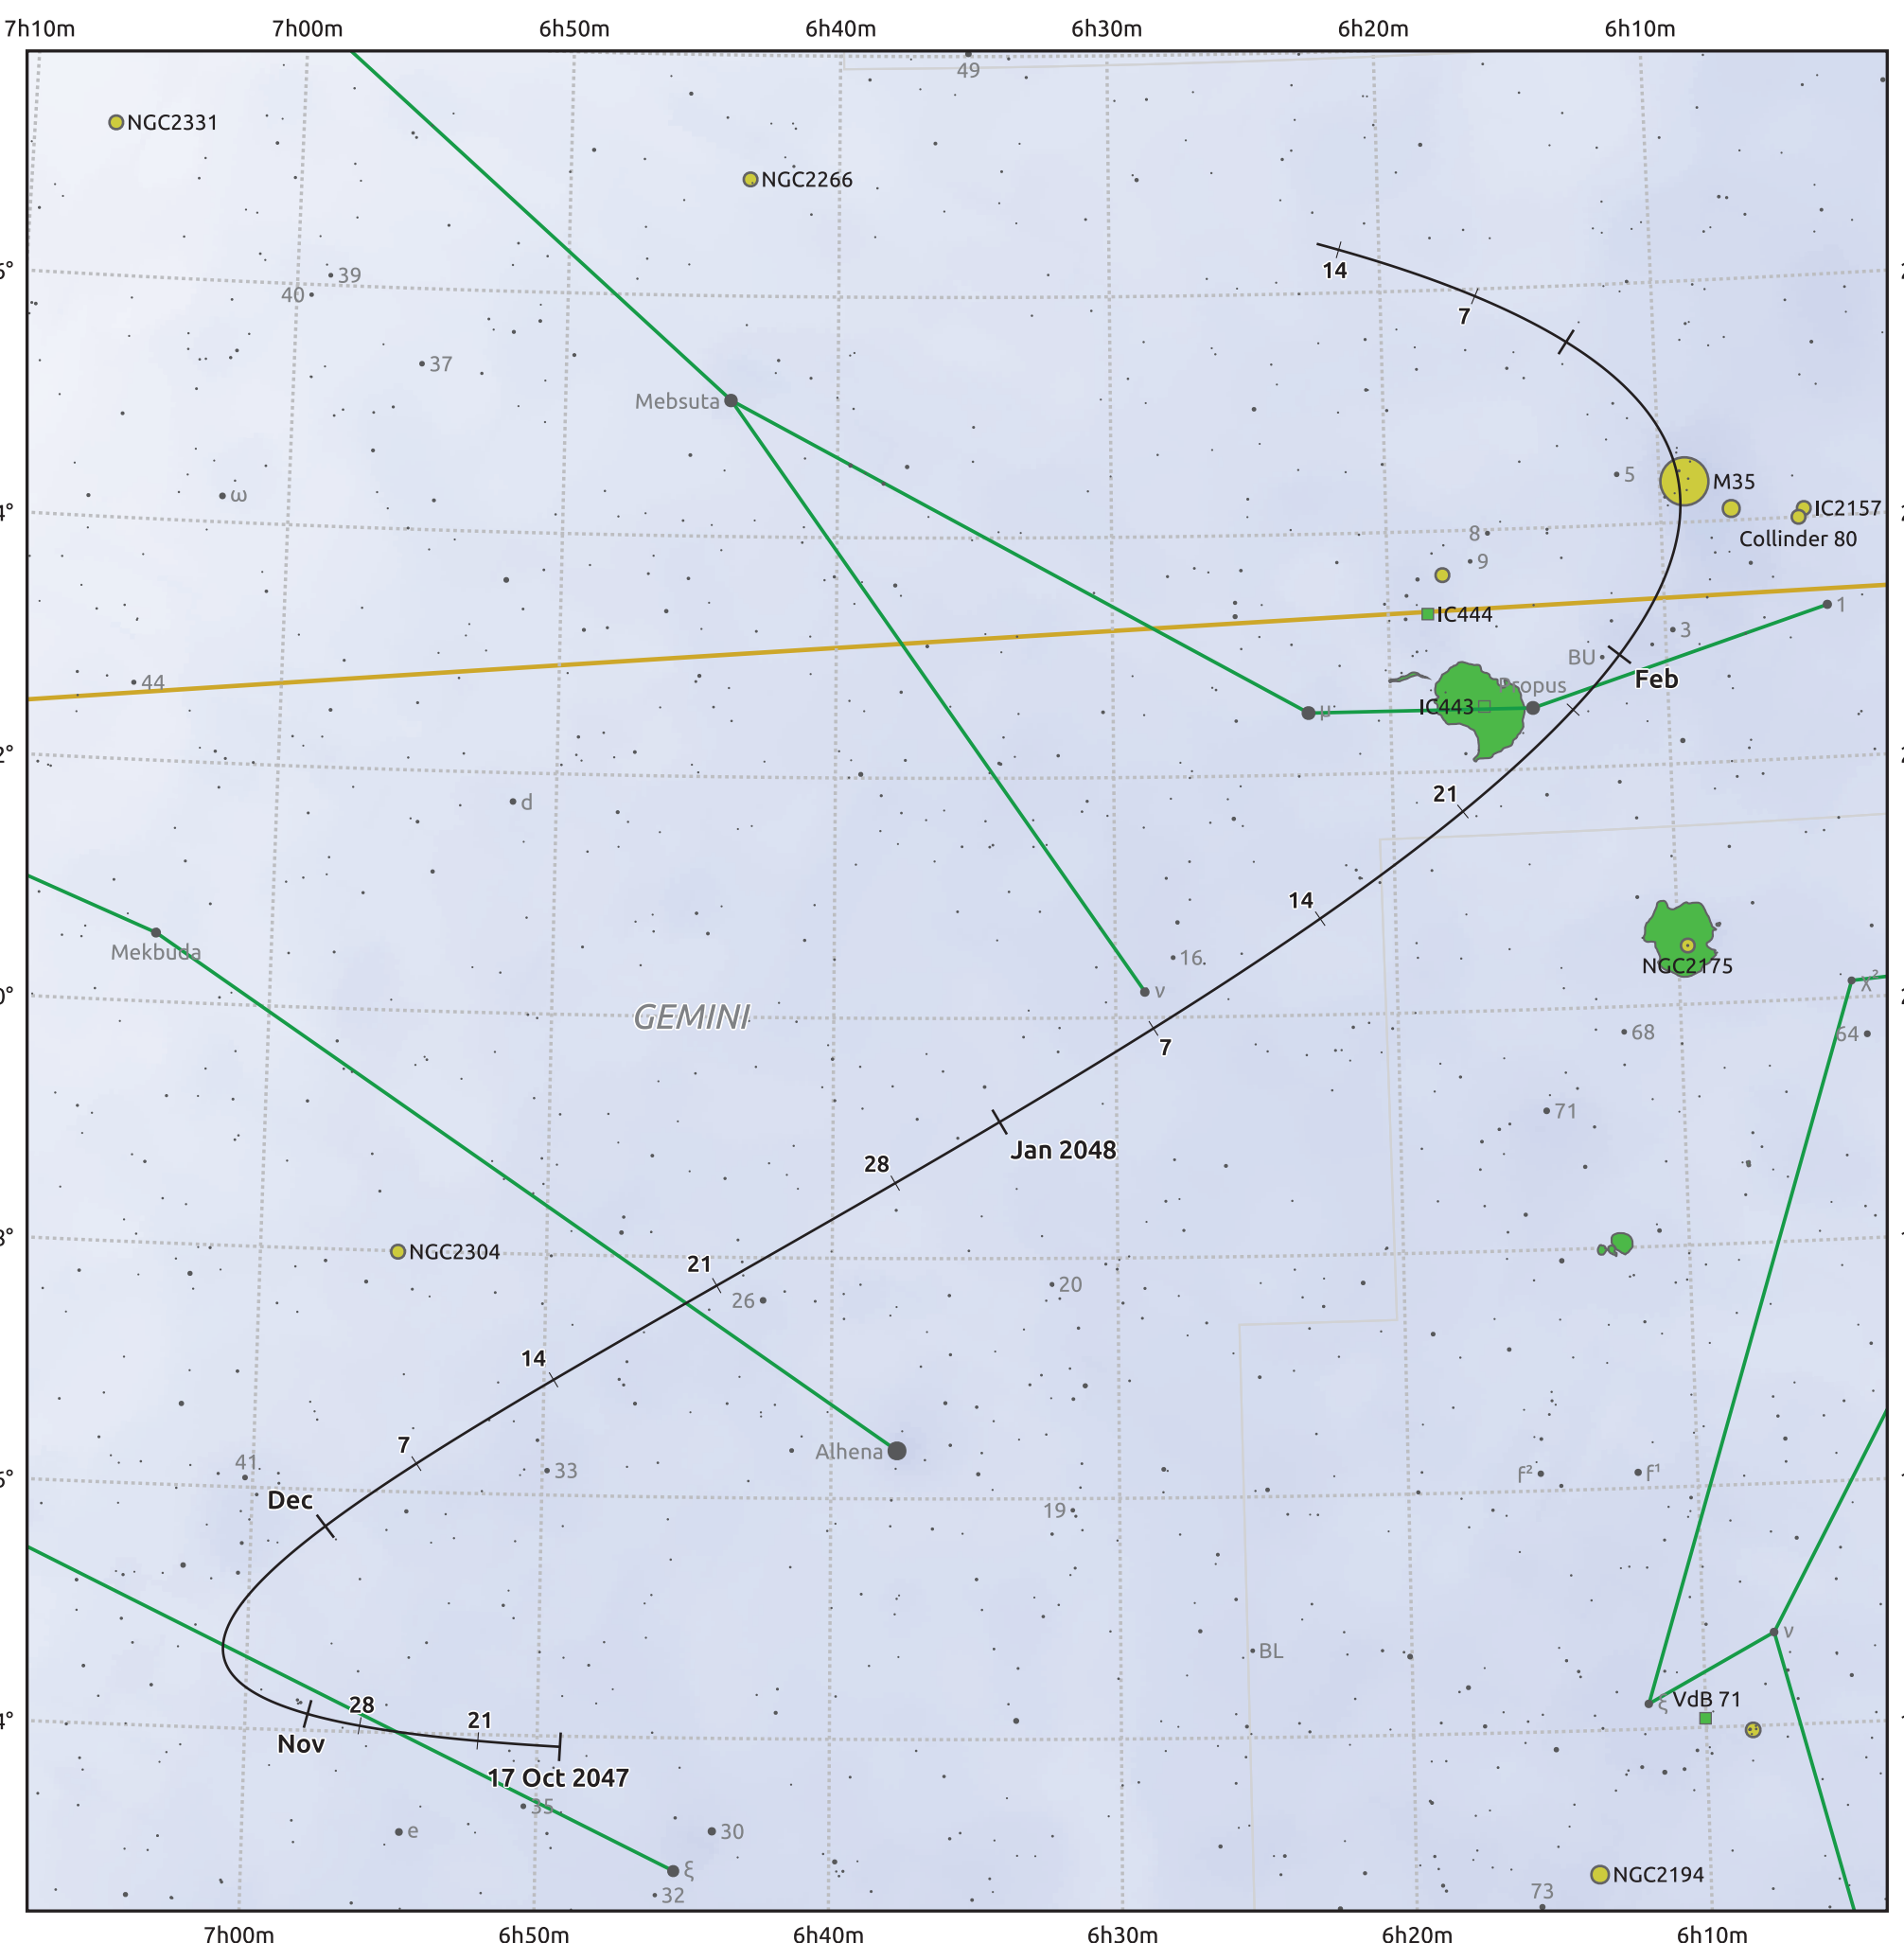 7h10m 7h00m 6h50m 6h40m 6h30m 6h20m 6h10m
49
NGC2331
NGC2266
14
39
40
7
37
Mebsuta
5
M35
ω
IC2157
8
Collinder 80
9
1
IC444
3
BU
Feb
44
Propus
IC443
μ
21
d
14
Mekbuda
16
NGC2175
χ²
ν
GEMINI
68
64
7
71
Jan 2048
28
NGC2304
21
26
20
14
Alhena
7
41
33
f²
f¹
Dec
19
ν
BL
28
VdB 71
ξ
21
Nov
17 Oct 2047
35
e
30
ξ
NGC2194
32
73
7h00m 6h50m 6h40m 6h30m 6h20m 6h10m